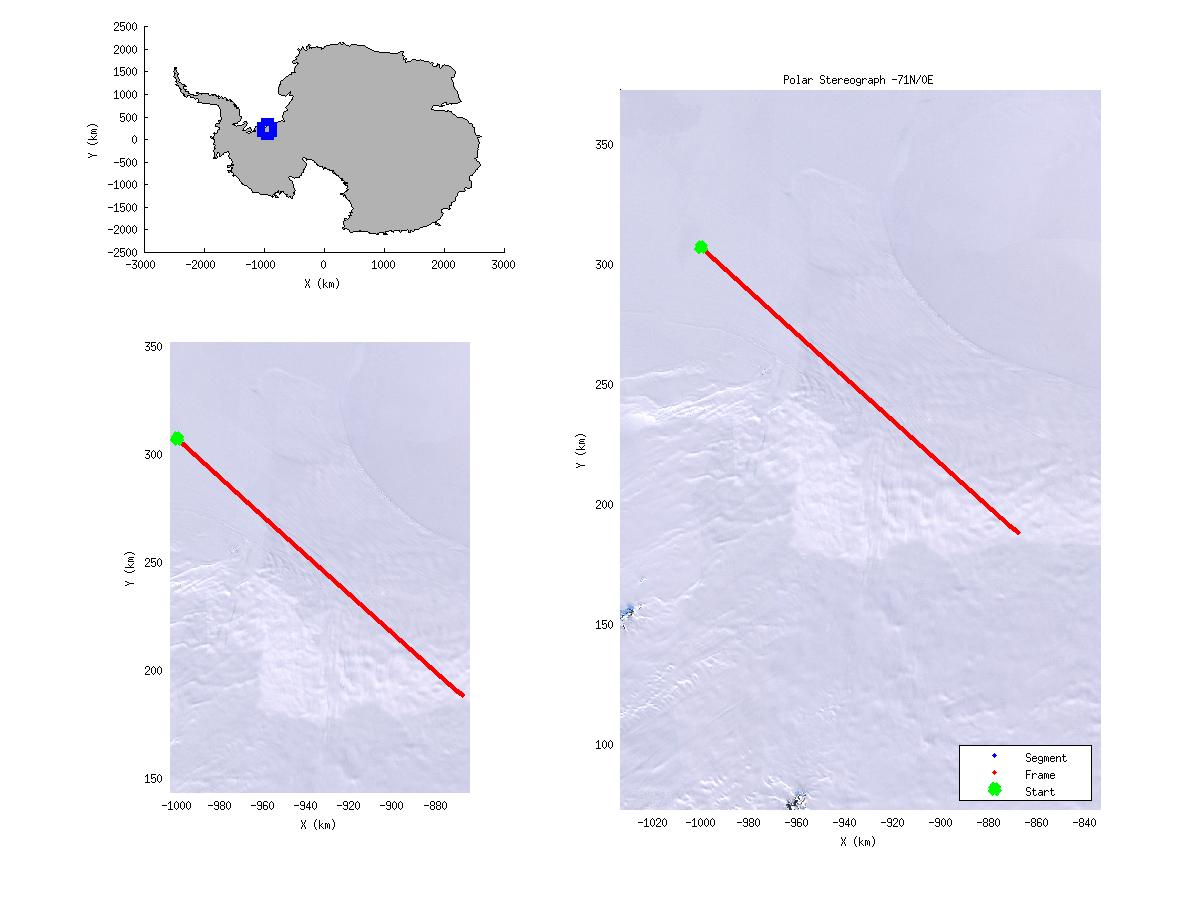 2500
2000
1500
1000
500
0
-500
-1000
-1500
-2000
-2500
Y (km)
-3000 -2000 -1000 0 1000 2000 3000
X (km)
350
300
250
200
150
Y (km)
-1000 -980 -960 -940 -920 -900 -880
X (km)
Polar Stereograph -71N/0E
350
300
250
200
150
100
Y (km)
-1020 -1000 -980 -960 -940 -920 -900 -880 -860 -840
X (km)
Segment
Frame
Start